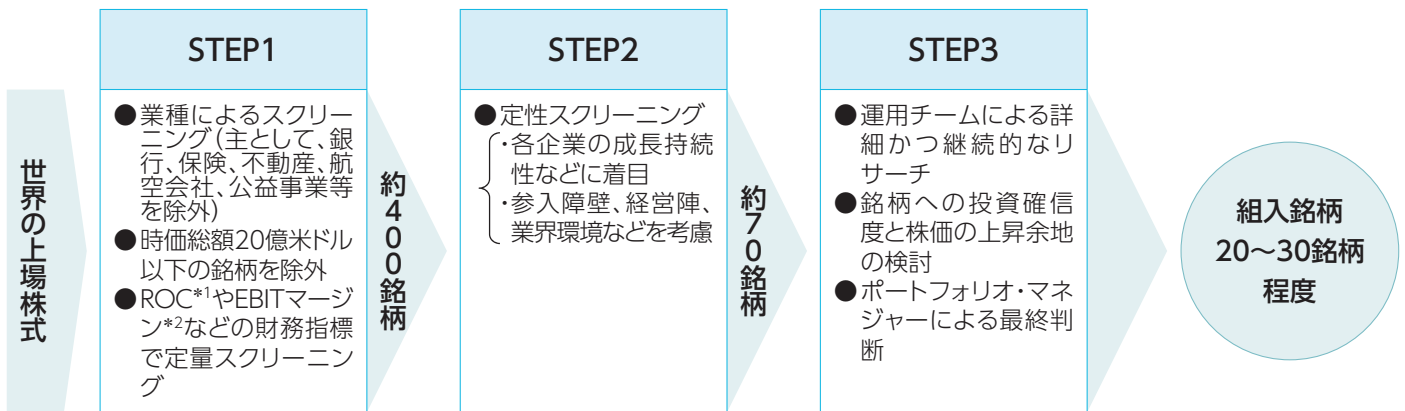 世界の上場株式
STEP1
●業種によるスクリー
ニング(主として、銀
行、保険、不動産、航
空会社、公益事業等
を除外)
●時価総額20億米ドル
以下の銘柄を除外
●ROC*1やEBITマージ
ン*2などの財務指標
で定量スクリーニン
グ
約400銘柄
STEP2
●定性スクリーニング
・各企業の成長持続
性などに着目
・参入障壁、経営陣、
業界環境などを考慮
約70銘柄
STEP3
●運用チームによる詳
細かつ継続的なリ
サーチ
●銘柄への投資確信
度と株価の上昇余地
の検討
●ポートフォリオ・マネ
ジャーによる最終判
断
組入銘柄
20〜30銘柄
程度